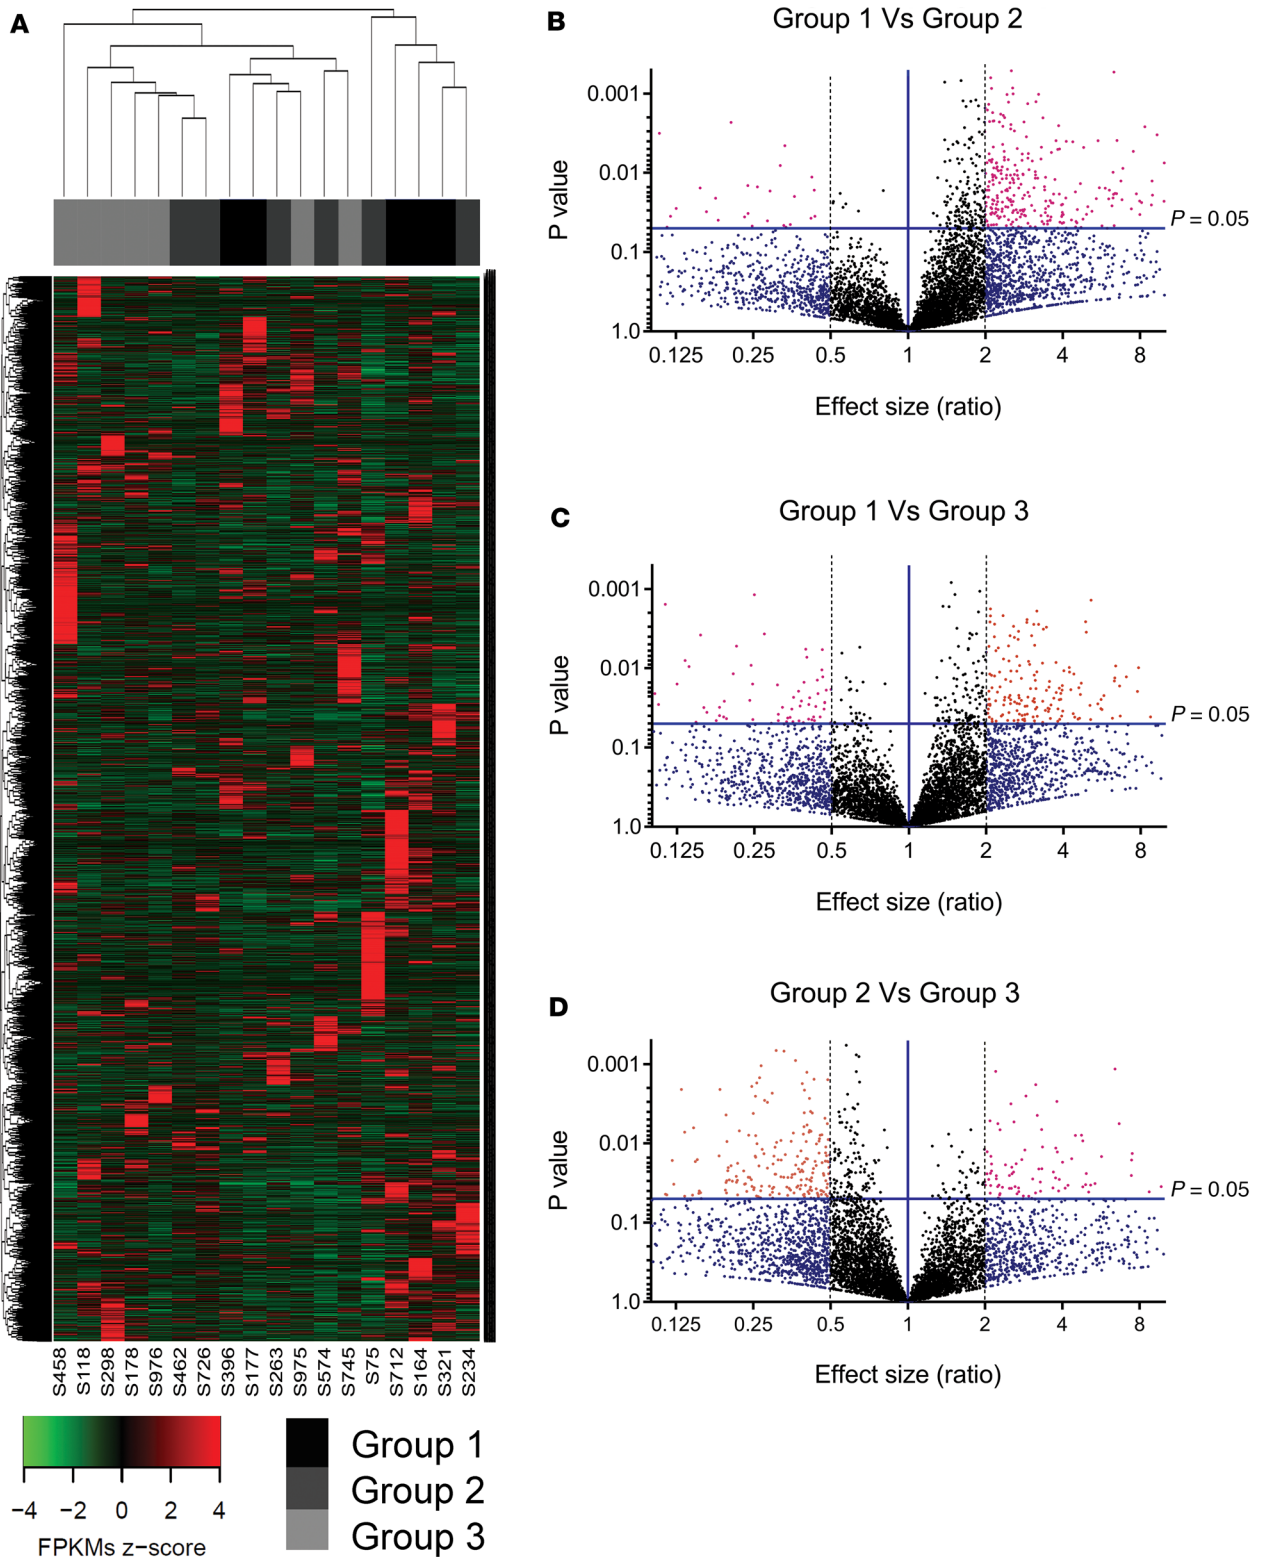 A
S458
S118
S298
S178
S976
S462
S726
S396
S177
S263
S975
S574
S745
S75
S712
S164
S321
S234
−4 −2 0 2 4
FPKMs z−score
Group 1
Group 2
Group 3
B
Group 1 Vs Group 2
P value
0.001
0.01
0.1
1.0
P = 0.05
0.125 0.25 0.5 1 2 4 8
Effect size (ratio)
C
Group 1 Vs Group 3
P value
0.001
0.01
0.1
1.0
P = 0.05
0.125 0.25 0.5 1 2 4 8
Effect size (ratio)
D
Group 2 Vs Group 3
P value
0.001
0.01
0.1
1.0
P = 0.05
0.125 0.25 0.5 1 2 4 8
Effect size (ratio)